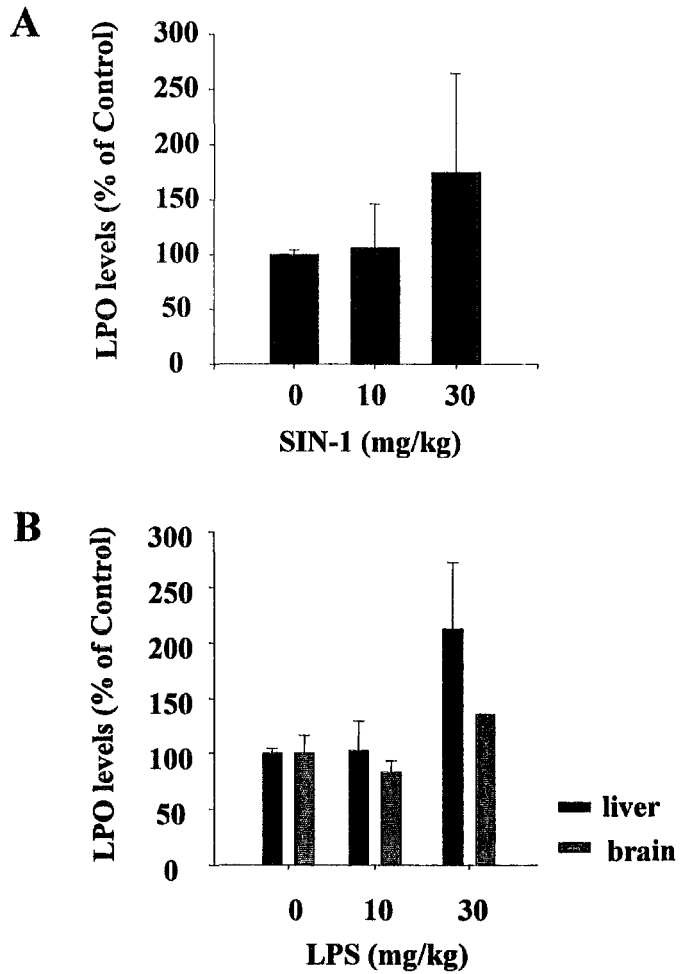 A
LPO levels (% of Control)
300
250
200
150
100
50
0
0 10 30
SIN-1 (mg/kg)
B
LPO levels (% of Control)
300
250
200
150
100
50
0
0 10 30
LPS (mg/kg)
liver
brain